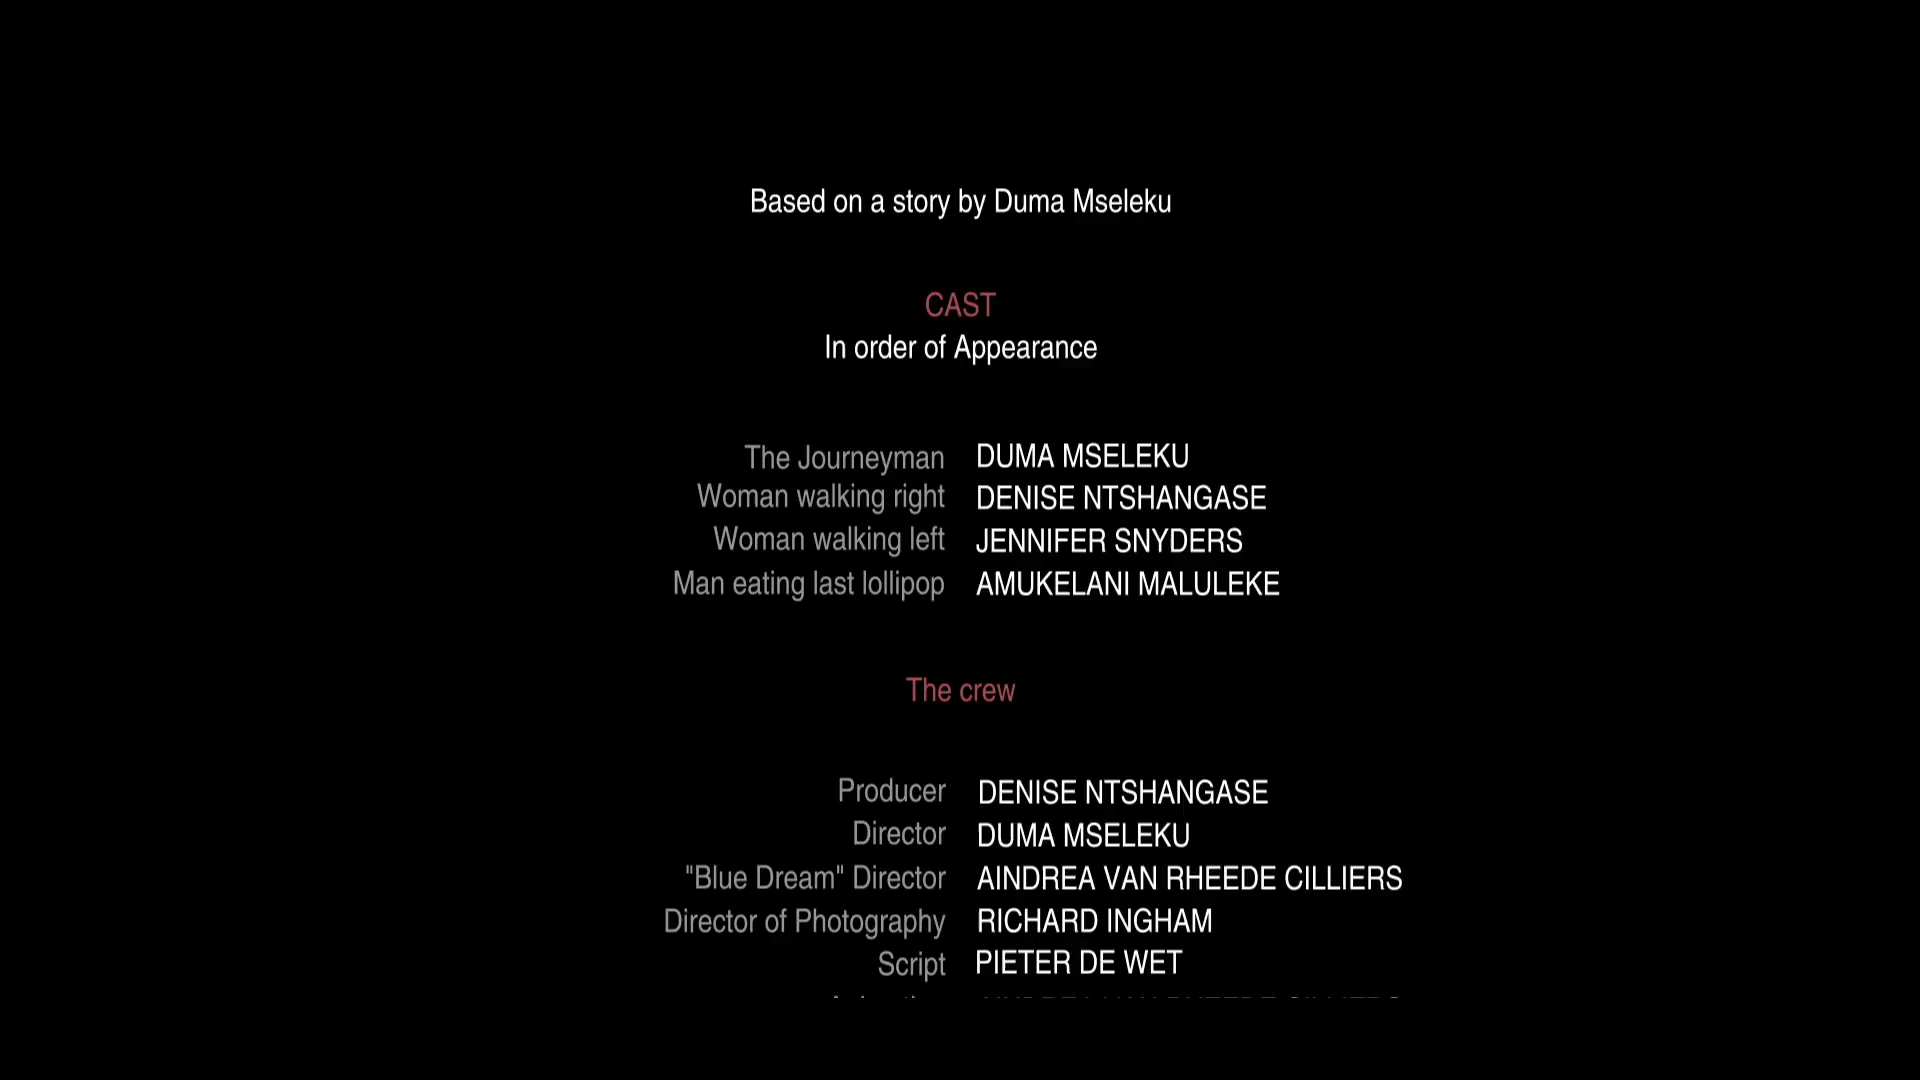 Based on a story by Duma Mseleku
CAST
In order of Appearance
The Journeyman DUMA MSELEKU
Woman walking right DENISE NTSHANGASE
Woman walking left JENNIFER SNYDERS
Man eating last lollipop AMUKELANI MALULEKE
The crew
Producer DENISE NTSHANGASE
Director DUMA MSELEKU
"Blue Dream" Director AINDREA VAN RHEEDE CILLIERS
Director of Photography RICHARD INGHAM
Script PIETER DE WET